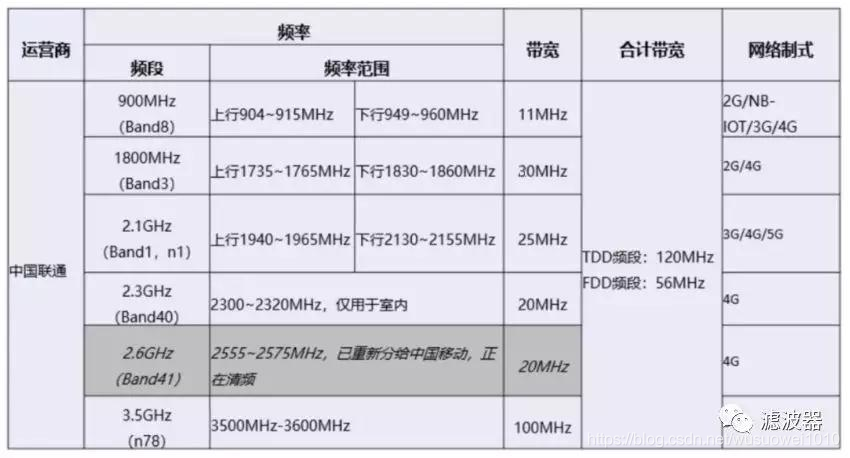 运营商
频率
带宽
合计带宽
网络制式
频段
频率范围
中国联通
900MHz
（Band8）
上行904~915MHz
下行949~960MHz
11MHz
TDD频段：120MHz
FDD频段：56MHz
2G/NB-
IOT/3G/4G
1800MHz
(Band3)
上行1735~1765MHz
下行1830~1860MHz
30MHz
2G/4G
2.1GHz
（Band1，n1）
上行1940~1965MHz
下行2130~2155MHz
25MHz
3G/4G/5G
2.3GHz
(Band40)
2300~2320MHz，仅用于室内
20MHz
4G
2.6GHz
(Band41)
2555~2575MHz，已重新分给中国移动，正
在清频
20MHz
4G
3.5GHz
(n78)
3500MHz-3600MHz
100MHz
滤波器
https://blog.csdn.net/wusuowei1010